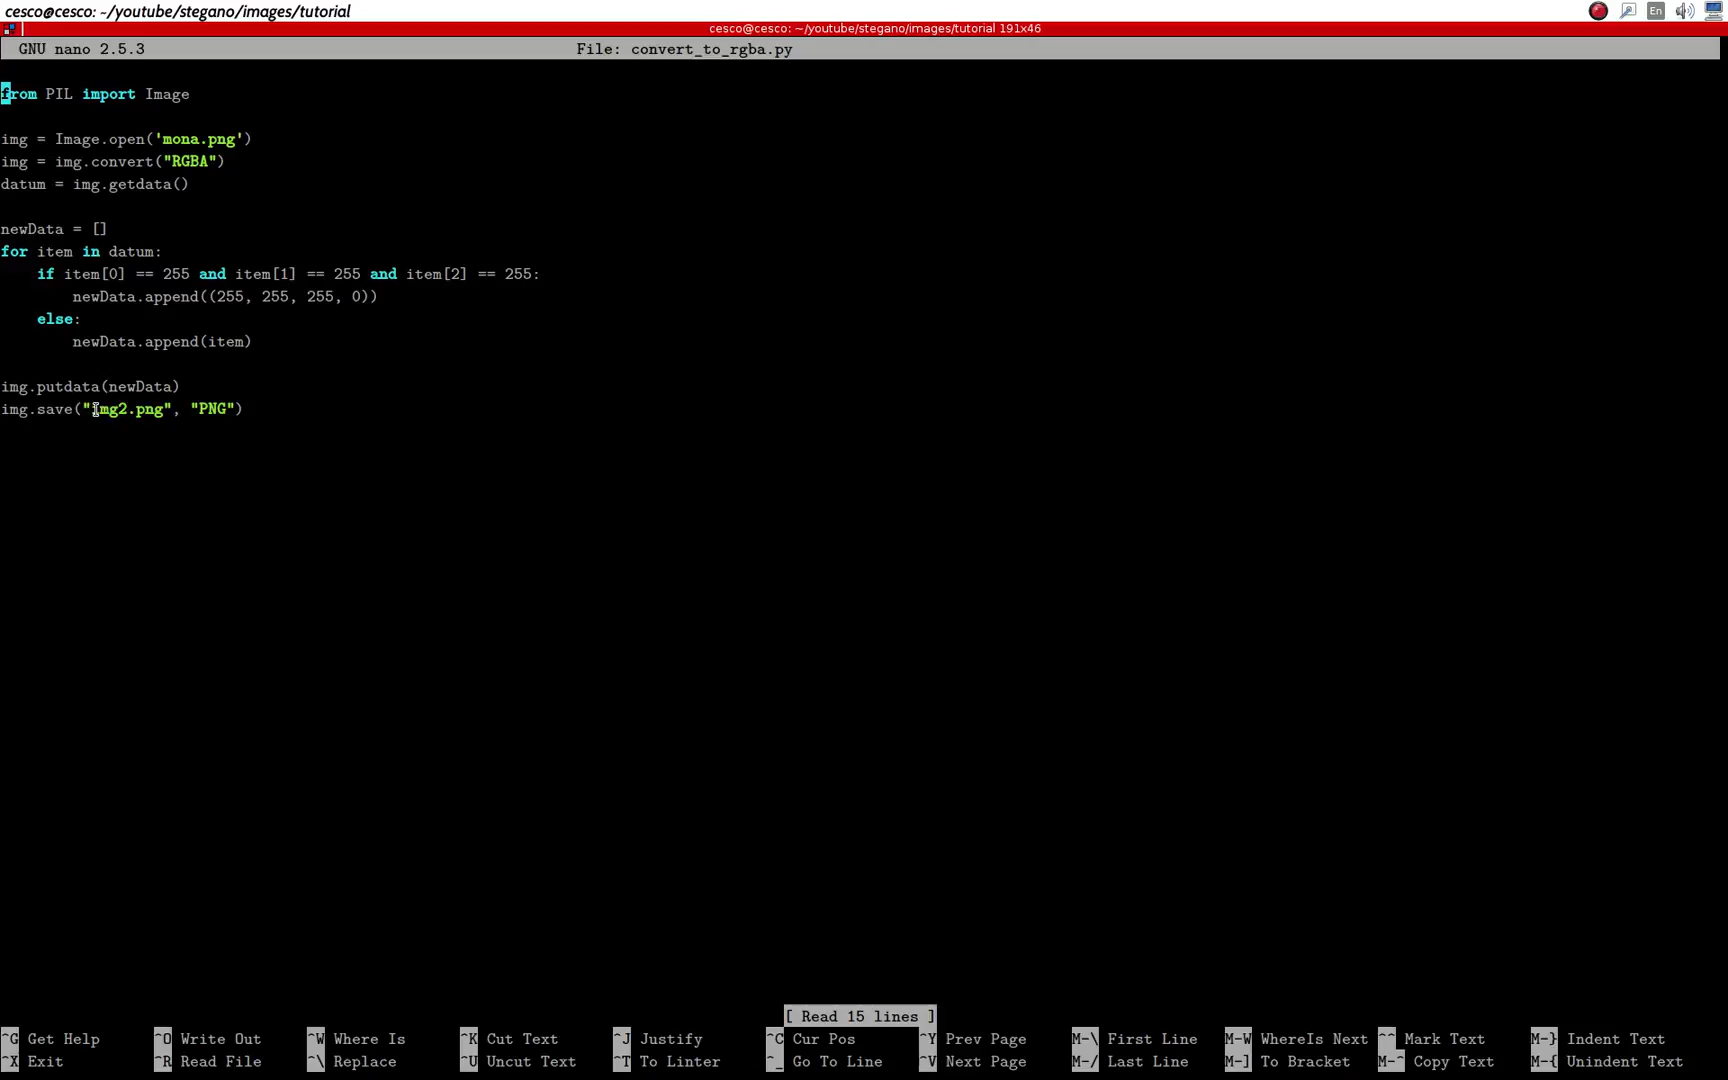 cesco@cesco: ~/youtube/stegano/images/tutorial
En
cesco@cesco: ~/youtube/stegano/images/tutorial 191x46
GNU nano 2.5.3 File: convert_to_rgba.py
from PIL import Image
img = Image.open('mona.png')
img = img.convert("RGBA")
datum = img.getdata()
newData = []
for item in datum:
    if item[0] == 255 and item[1] == 255 and item[2] == 255:
        newData.append((255, 255, 255, 0))
    else:
        newData.append(item)
img.putdata(newData)
img.save("img2.png", "PNG")
[ Read 15 lines ]
^G Get Help ^O Write Out ^W Where Is ^K Cut Text ^J Justify ^C Cur Pos ^Y Prev Page M-\ First Line M-W WhereIs Next ^^ Mark Text M-} Indent Text
^X Exit ^R Read File ^\ Replace ^U Uncut Text ^T To Linter ^_ Go To Line ^V Next Page M-/ Last Line M-] To Bracket M-^ Copy Text M-{ Unindent Text